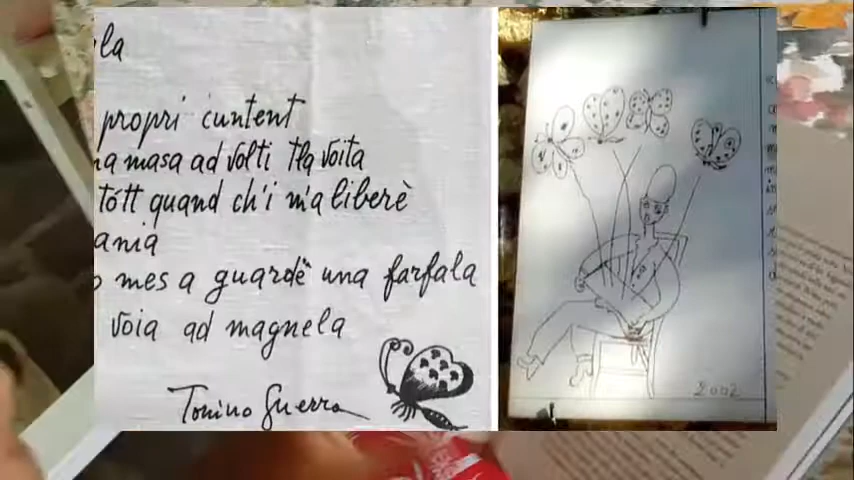 la
propri cuntent
masa ad volti tla voita
tótt quand ch'i m'a liberè
ania
mes a guardè una farfala
voia ad magnela
Tonino Guerra
2002